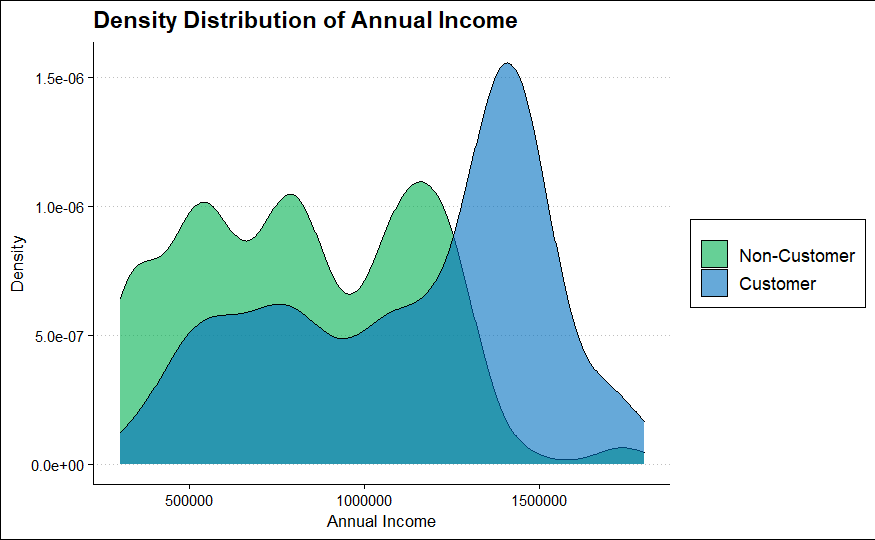 Density Distribution of Annual Income
1.5e-06
1.0e-06
5.0e-07
0.0e+00
Density
500000
1000000
1500000
Annual Income
Non-Customer
Customer